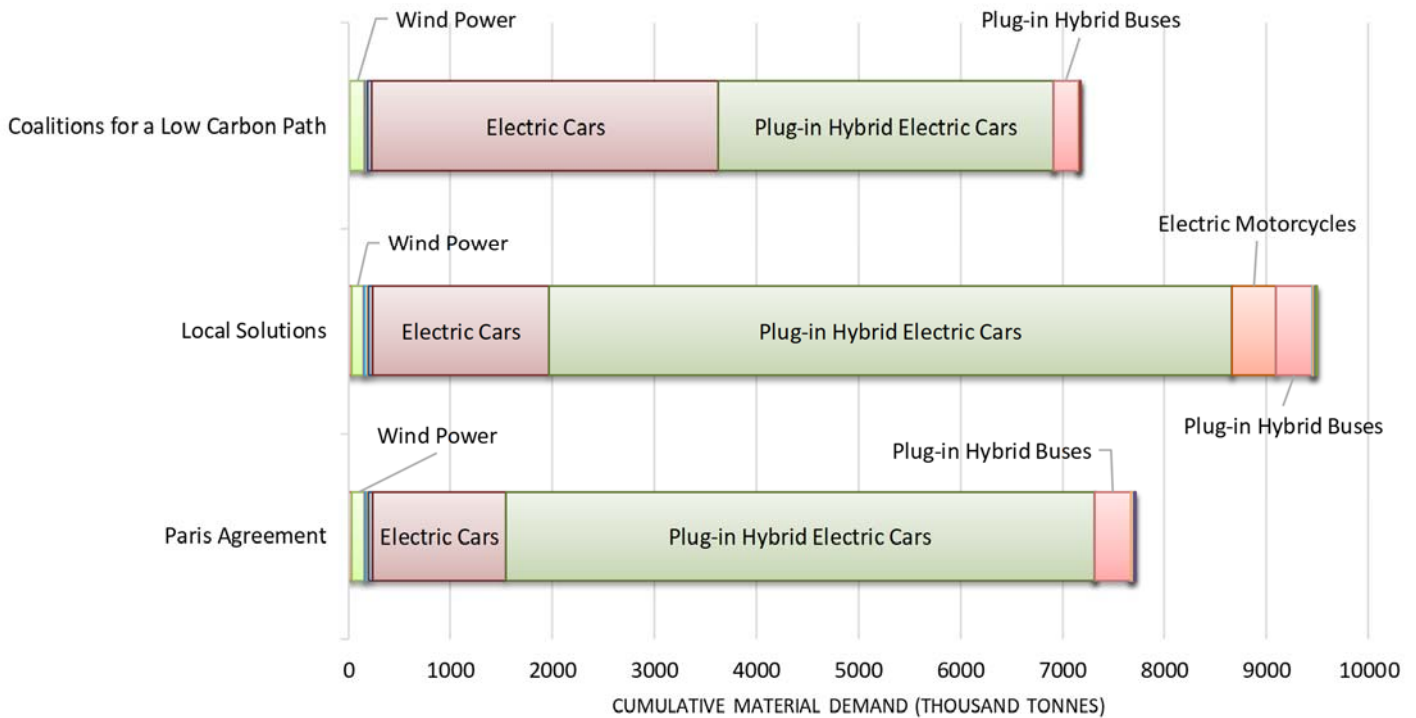 Wind Power
Plug-in Hybrid Buses
Coalitions for a Low Carbon Path
Electric Cars
Plug-in Hybrid Electric Cars
Electric Motorcycles
Wind Power
Local Solutions
Electric Cars
Plug-in Hybrid Electric Cars
Plug-in Hybrid Buses
Wind Power
Plug-in Hybrid Buses
Paris Agreement
Electric Cars
Plug-in Hybrid Electric Cars
0 1000 2000 3000 4000 5000 6000 7000 8000 9000 10000
CUMULATIVE MATERIAL DEMAND (THOUSAND TONNES)